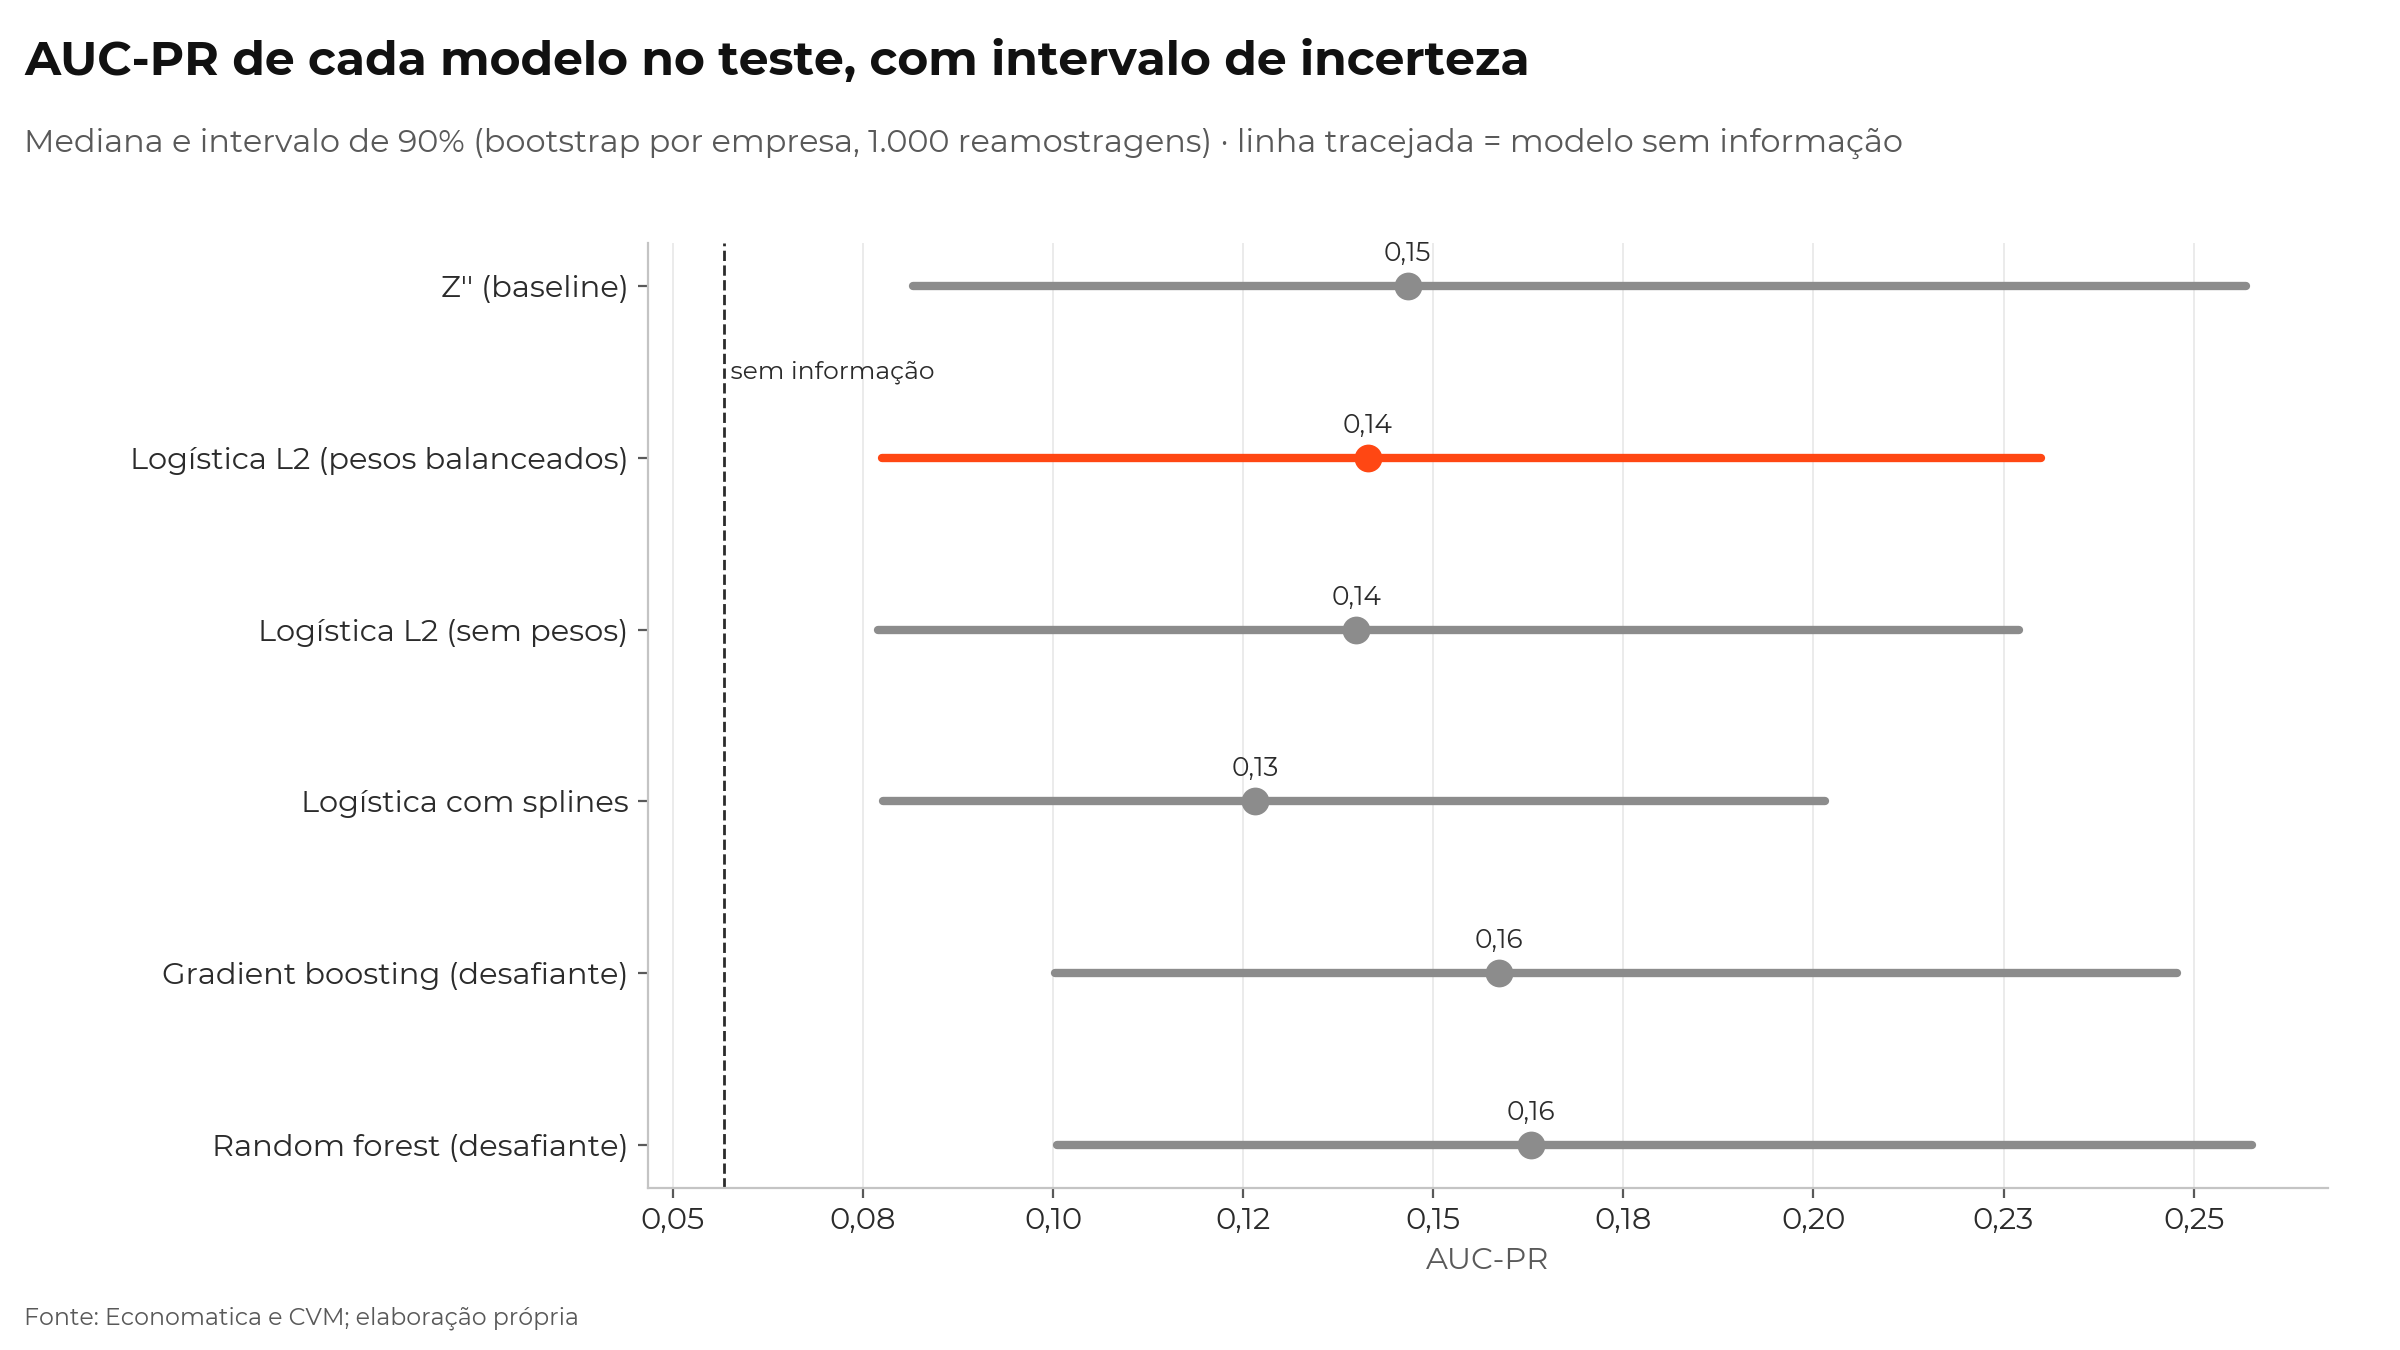 AUC-PR de cada modelo no teste, com intervalo de incerteza
Mediana e intervalo de 90% (bootstrap por empresa, 1.000 reamostragens) · linha tracejada = modelo sem informação
0,15
Z'' (baseline)
sem informação
0,14
Logística L2 (pesos balanceados)
0,14
Logística L2 (sem pesos)
0,13
Logística com splines
0,16
Gradient boosting (desafiante)
0,16
Random forest (desafiante)
0,05 0,08 0,10 0,12 0,15 0,18 0,20 0,23 0,25
AUC-PR
Fonte: Economatica e CVM; elaboração própria